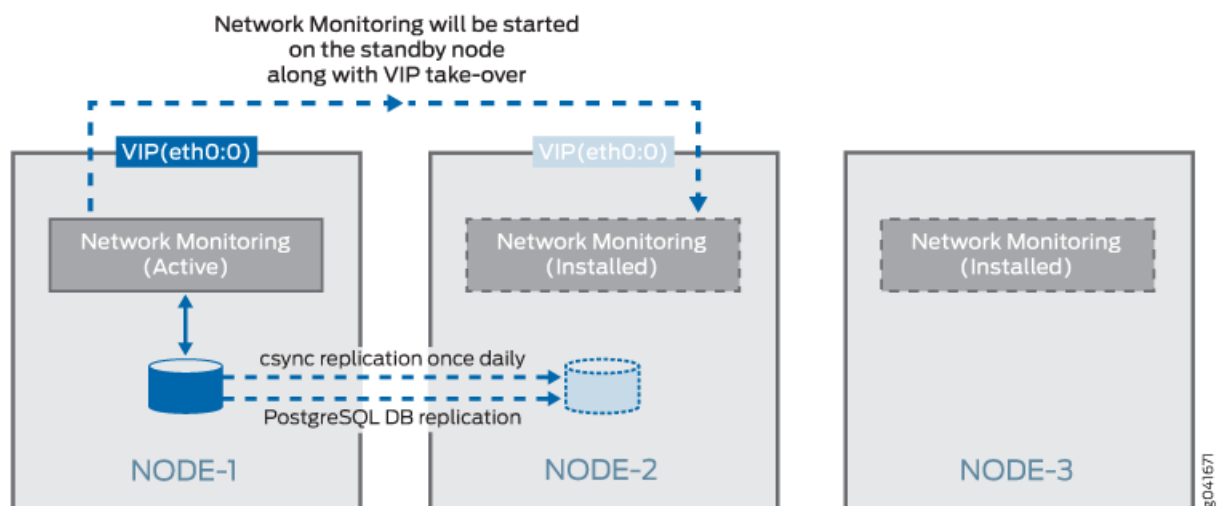 Network Monitoring will be started
on the standby node
along with VIP take-over
VIP(eth0:0)
VIP(eth0:0)
Network Monitoring
(Active)
Network Monitoring
(Installed)
Network Monitoring
(Installed)
csync replication once daily
PostgreSQL DB replication
NODE-1
NODE-2
NODE-3
g041671